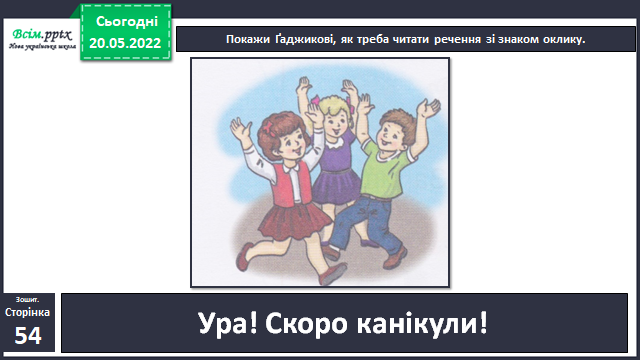 Всім.pptx
Нова українська школа
Сьогодні
20.05.2022
Покажи Ґаджикові, як треба читати речення зі знаком оклику.
Зошит.
Сторінка
54
Ура! Скоро канікули!